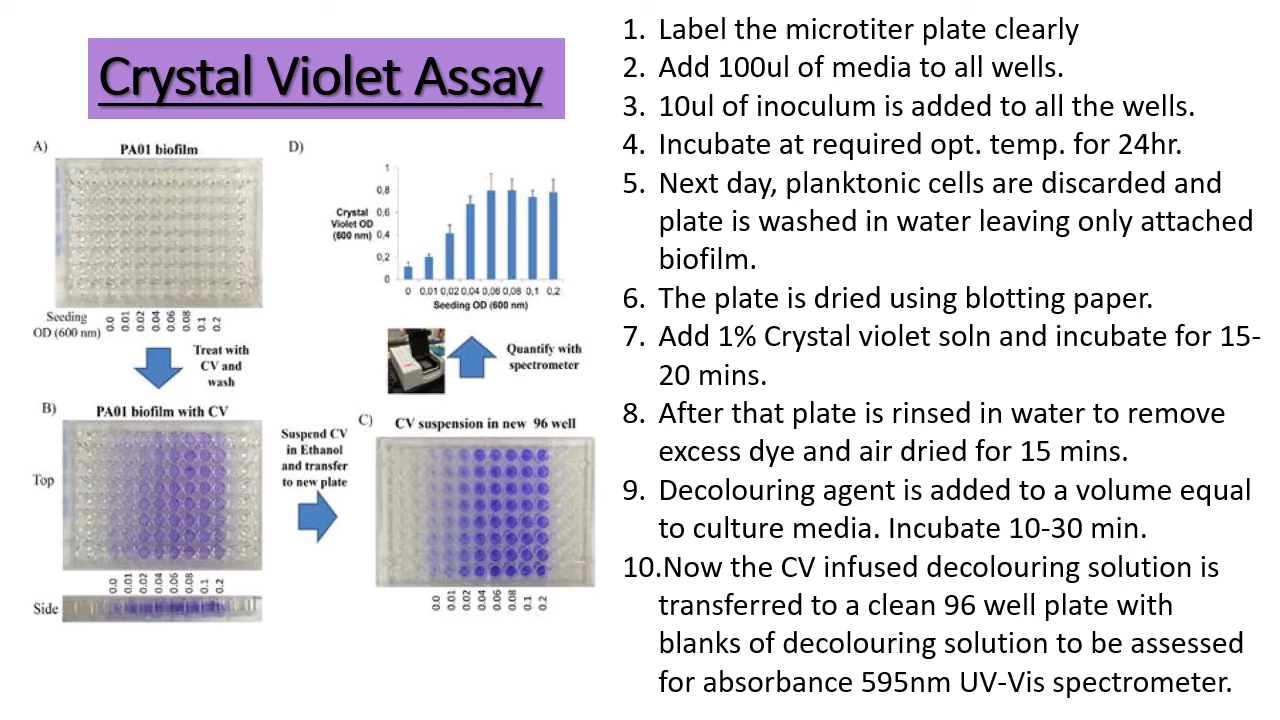 Crystal Violet Assay
A)
PA01 biofilm
Seeding
OD (600 nm)
0.0
0.01
0.02
0.04
0.06
0.08
0.1
0.2
Treat with
CV and
wash
B)
PA01 biofilm with CV
Top
0.0
0.01
0.02
0.04
0.06
0.08
0.1
0.2
Side
Suspend CV
in Ethanol
and transfer
to new plate
C)
CV suspension in new 96 well
0.0
0.01
0.02
0.04
0.06
0.08
0.1
0.2
Quantify with
spectrometer
D)
Crystal
Violet OD
(600 nm)
1
0,8
0,6
0,4
0,2
0
0 0,01 0,02 0,04 0,06 0,08 0,1 0,2
Seeding OD (600 nm)
1. Label the microtiter plate clearly
2. Add 100ul of media to all wells.
3. 10ul of inoculum is added to all the wells.
4. Incubate at required opt. temp. for 24hr.
5. Next day, planktonic cells are discarded and
plate is washed in water leaving only attached
biofilm.
6. The plate is dried using blotting paper.
7. Add 1% Crystal violet soln and incubate for 15-
20 mins.
8. After that plate is rinsed in water to remove
excess dye and air dried for 15 mins.
9. Decolouring agent is added to a volume equal
to culture media. Incubate 10-30 min.
10.Now the CV infused decolouring solution is
transferred to a clean 96 well plate with
blanks of decolouring solution to be assessed
for absorbance 595nm UV-Vis spectrometer.